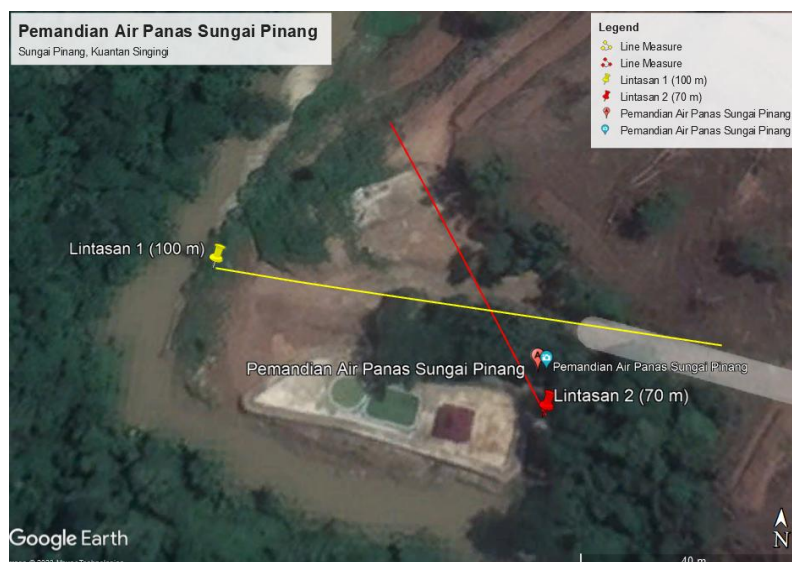 Pemandian Air Panas Sungai Pinang
Sungai Pinang, Kuantan Singingi
Legend
Line Measure
Line Measure
Lintasan 1 (100 m)
Lintasan 2 (70 m)
Pemandian Air Panas Sungai Pinang
Pemandian Air Panas Sungai Pinang
Lintasan 1 (100 m)
Pemandian Air Panas Sungai Pinang
Pemandian Air Panas Sungai Pinang
Lintasan 2 (70 m)
Google Earth
N
40 m